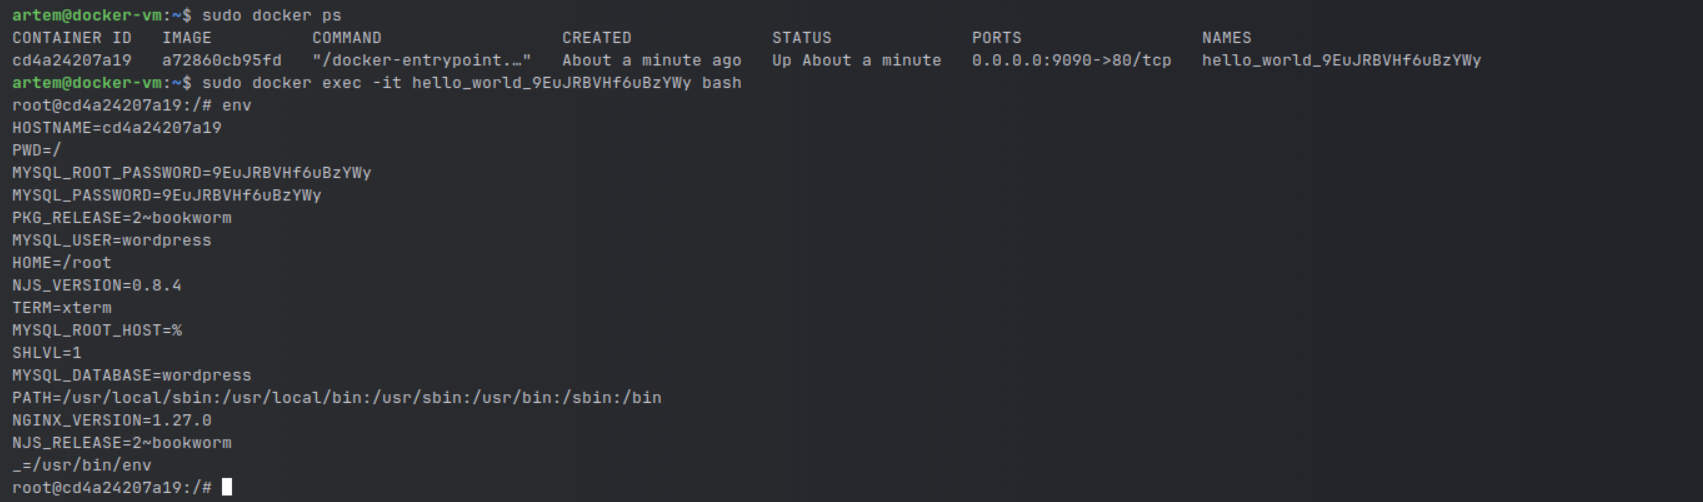 artem@docker-vm:~$ sudo docker ps
CONTAINER ID   IMAGE          COMMAND                  CREATED              STATUS              PORTS                  NAMES
cd4a24207a19   a72860cb95fd   "/docker-entrypoint.…"   About a minute ago   Up About a minute   0.0.0.0:9090->80/tcp   hello_world_9EuJRBVHf6uBzYWy
artem@docker-vm:~$ sudo docker exec -it hello_world_9EuJRBVHf6uBzYWy bash
root@cd4a24207a19:/# env
HOSTNAME=cd4a24207a19
PWD=/
MYSQL_ROOT_PASSWORD=9EuJRBVHf6uBzYWy
MYSQL_PASSWORD=9EuJRBVHf6uBzYWy
PKG_RELEASE=2~bookworm
MYSQL_USER=wordpress
HOME=/root
NJS_VERSION=0.8.4
TERM=xterm
MYSQL_ROOT_HOST=%
SHLVL=1
MYSQL_DATABASE=wordpress
PATH=/usr/local/sbin:/usr/local/bin:/usr/sbin:/usr/bin:/sbin:/bin
NGINX_VERSION=1.27.0
NJS_RELEASE=2~bookworm
_=/usr/bin/env
root@cd4a24207a19:/#